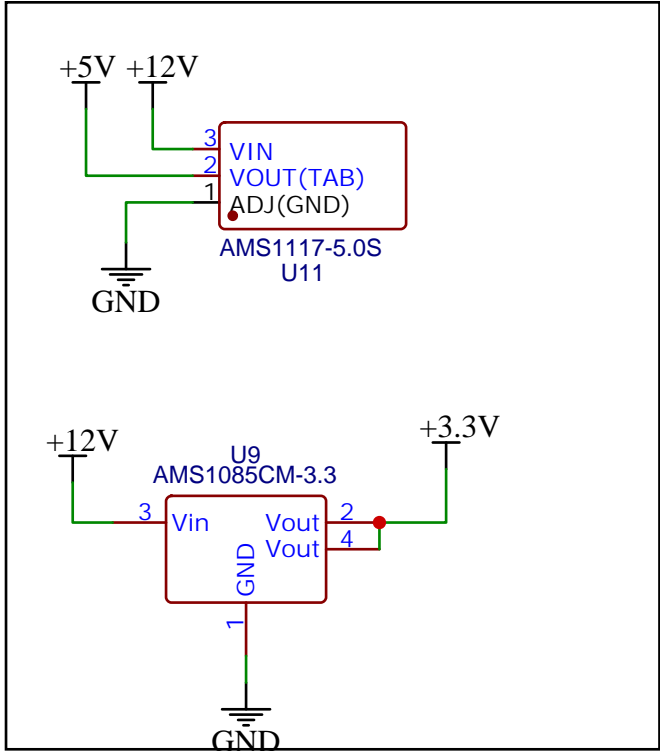 +5V +12V
3 VIN
2 VOUT(TAB)
1 ADJ(GND)
AMS1117-5.0S
U11
GND
+12V
+3.3V
U9
AMS1085CM-3.3
3 Vin Vout 2
Vout 4
GND
1
GND